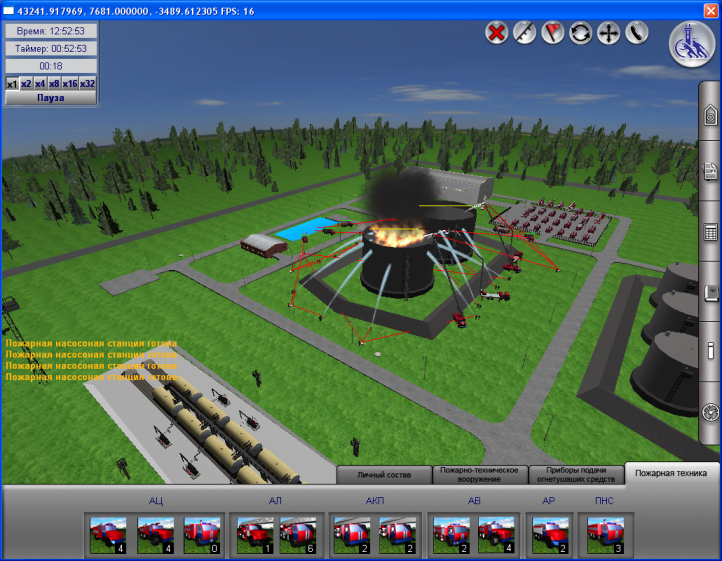 43241.917969, 7681.000000, -3489.612305 FPS: 16
Время: 12:52:53
Таймер: 00:52:53
00:18
x1 x2 x4 x8 x16 x32
Пауза
Пожарная насосоная станция готова.
Пожарная насосоная станция готова.
Пожарная насосоная станция готова.
Пожарная насосоная станция готова.
Личный состав
Пожарно-техническое
вооружение
Приборы подачи
огнетушащих средств
Пожарная техника
АЦ АЛ АКП АВ АР ПНС
4 4 0 1 6 2 2 2 4 2 3